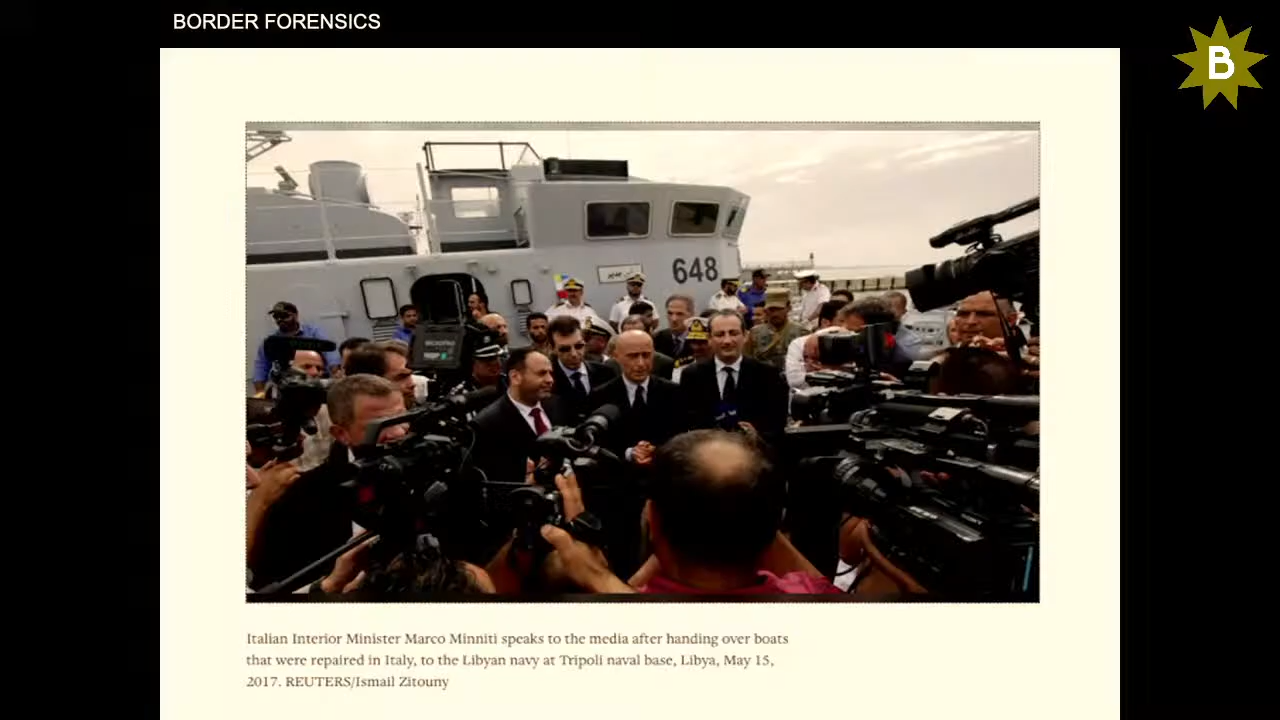 BORDER FORENSICS
B
648
Italian Interior Minister Marco Minniti speaks to the media after handing over boats
that were repaired in Italy, to the Libyan navy at Tripoli naval base, Libya, May 15,
2017. REUTERS/Ismail Zitouny